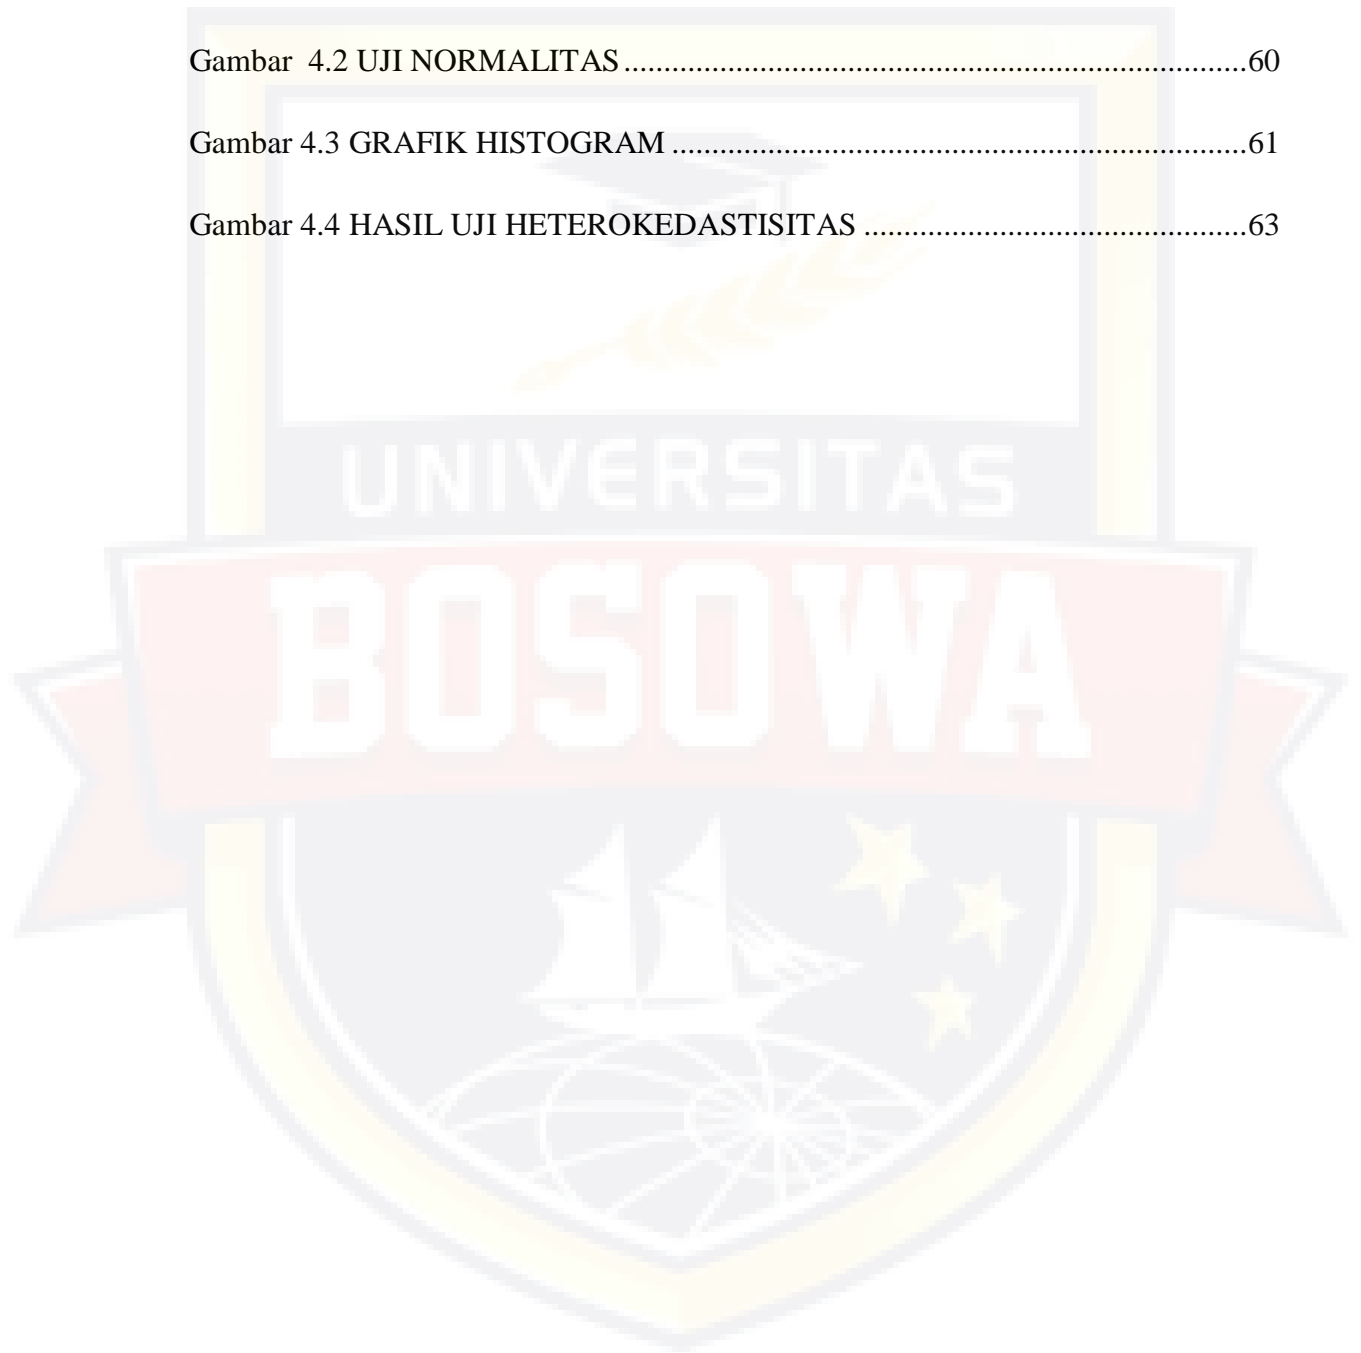 Gambar  4.2 UJI NORMALITAS..............................................................................60
Gambar 4.3 GRAFIK HISTOGRAM ........................................................................61
Gambar 4.4 HASIL UJI HETEROKEDASTISITAS ................................................63
UNIVERSITAS
BOSOWA